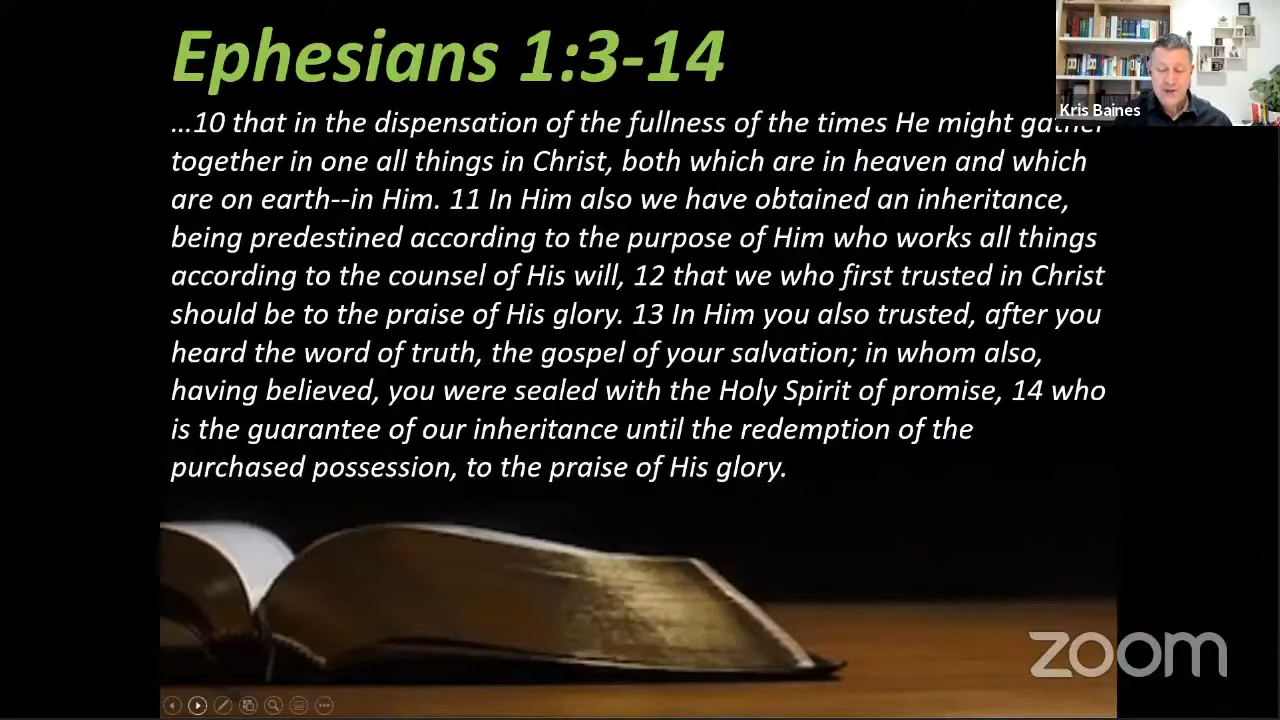 Ephesians 1:3-14
Kris Baines
...10 that in the dispensation of the fullness of the times He might gather
together in one all things in Christ, both which are in heaven and which
are on earth--in Him. 11 In Him also we have obtained an inheritance,
being predestined according to the purpose of Him who works all things
according to the counsel of His will, 12 that we who first trusted in Christ
should be to the praise of His glory. 13 In Him you also trusted, after you
heard the word of truth, the gospel of your salvation; in whom also,
having believed, you were sealed with the Holy Spirit of promise, 14 who
is the guarantee of our inheritance until the redemption of the
purchased possession, to the praise of His glory.
zoom